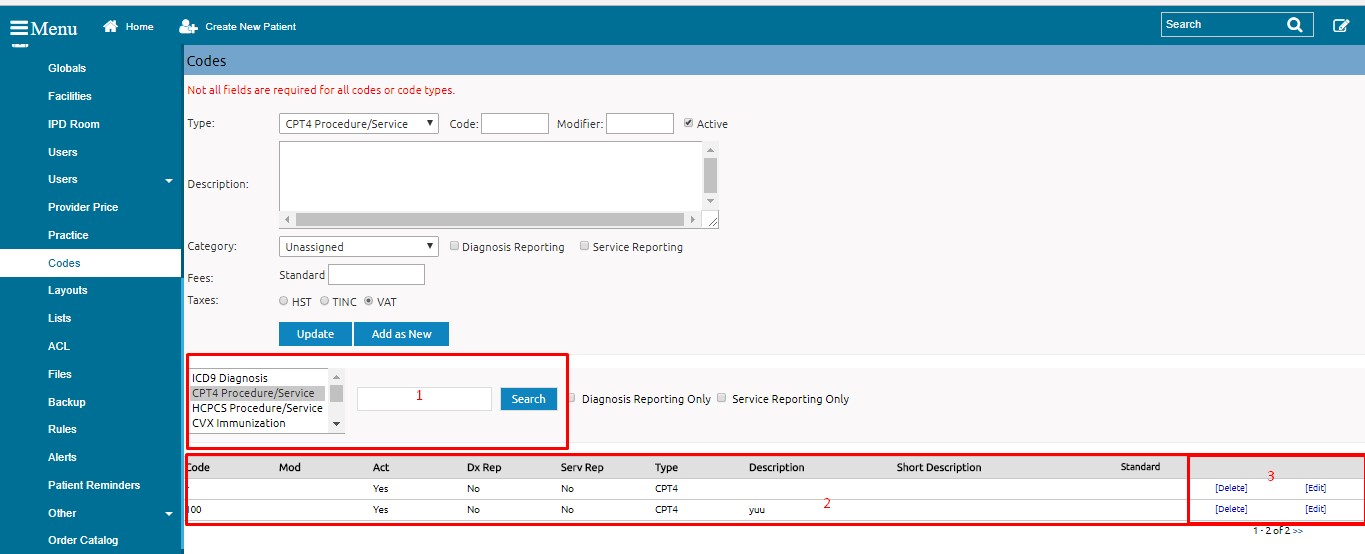 Menu Home Create New Patient Search
Globals
Facilities
IPD Room
Users
Users
Provider Price
Practice
Codes
Layouts
Lists
ACL
Files
Backup
Rules
Alerts
Patient Reminders
Other
Order Catalog
Codes
Not all fields are required for all codes or code types.
Type: CPT4 Procedure/Service Code: Modifier: Active
Description:
Category: Unassigned Diagnosis Reporting Service Reporting
Fees: Standard
Taxes: HST TINC VAT
Update Add as New
ICD9 Diagnosis
CPT4 Procedure/Service
HCPCS Procedure/Service
CVX Immunization
1 Search Diagnosis Reporting Only Service Reporting Only
Code Mod Act Dx Rep Serv Rep Type Description Short Description Standard
3
Yes No No CPT4 [Delete] [Edit]
100 Yes No No CPT4 yuu [Delete] [Edit]
2
1 - 2 of 2 >>